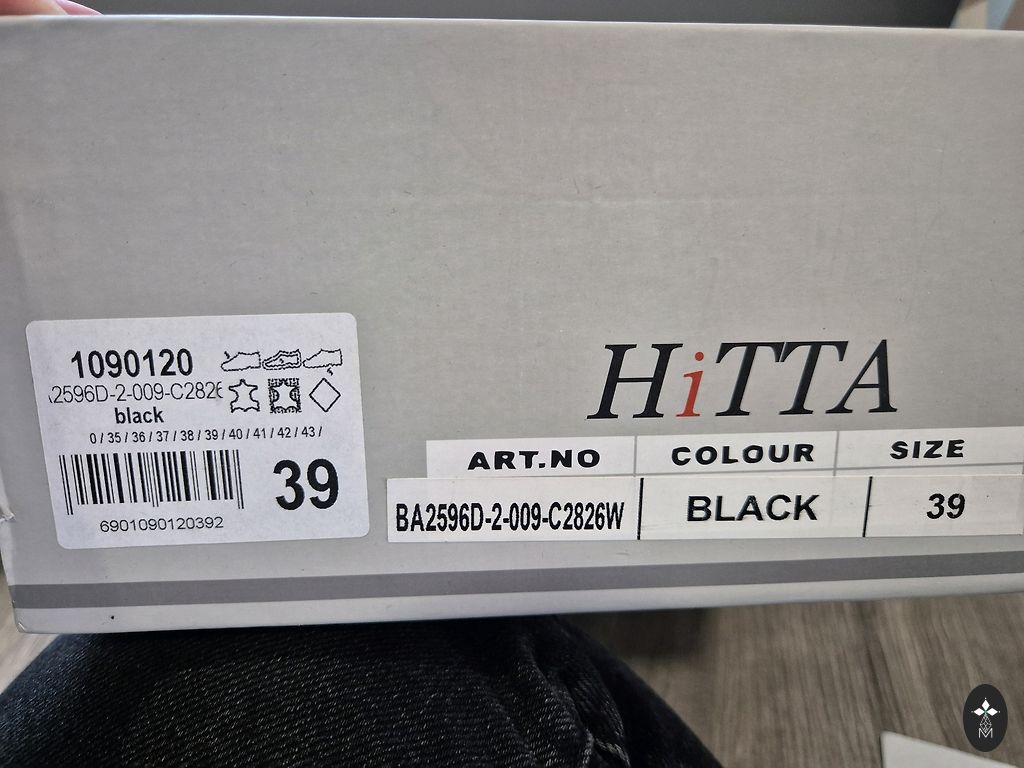 1090120
2596D-2-009-C282
black
0 / 35 / 36 / 37 / 38 / 39 / 40 / 41 / 42 / 43 /
39
6901090120392
HiTTA
ART.NO COLOUR SIZE
BA2596D-2-009-C2826W BLACK 39
M